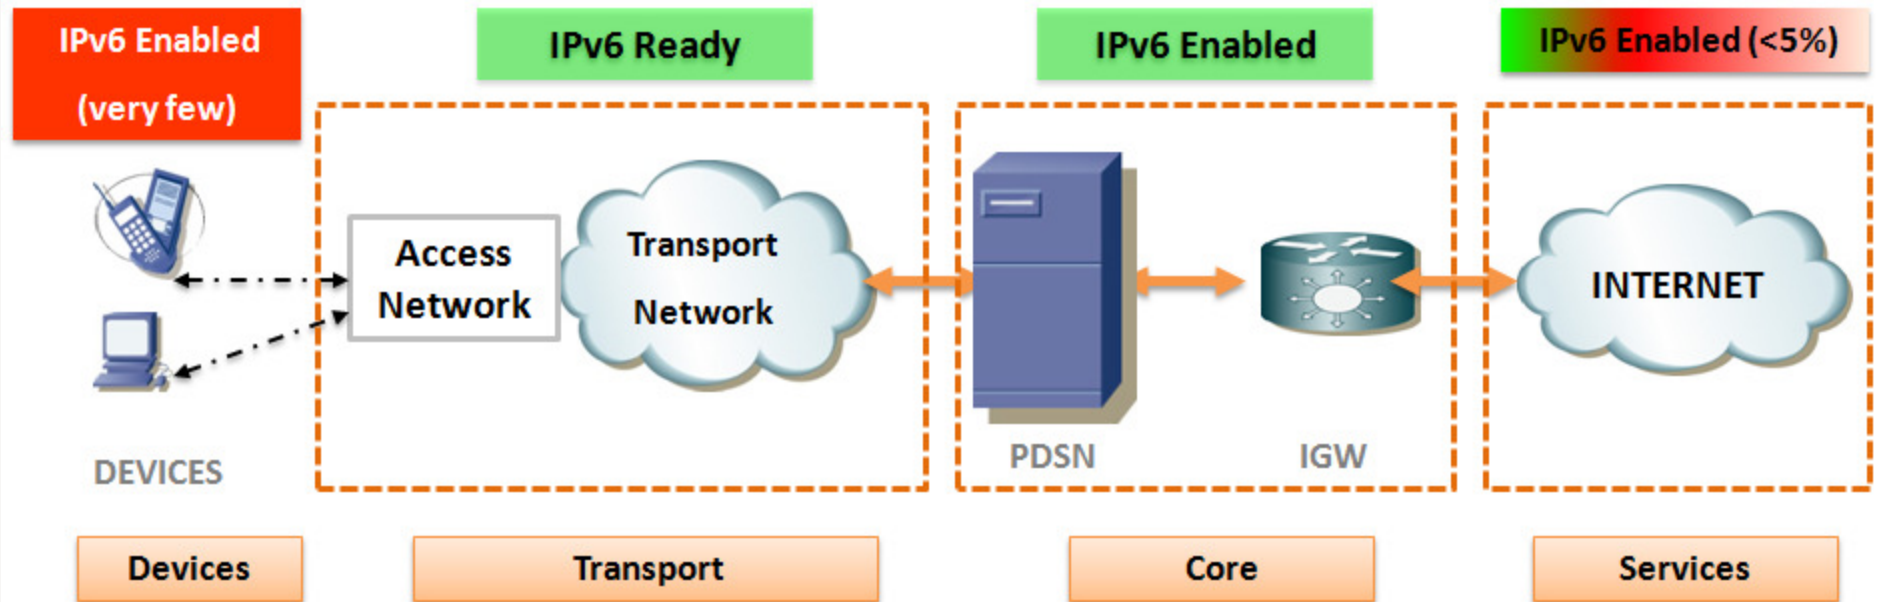 IPv6 Enabled
(very few)
IPv6 Ready
IPv6 Enabled
IPv6 Enabled (<5%)
Access
Network
Transport
Network
INTERNET
DEVICES
PDSN
IGW
Devices
Transport
Core
Services